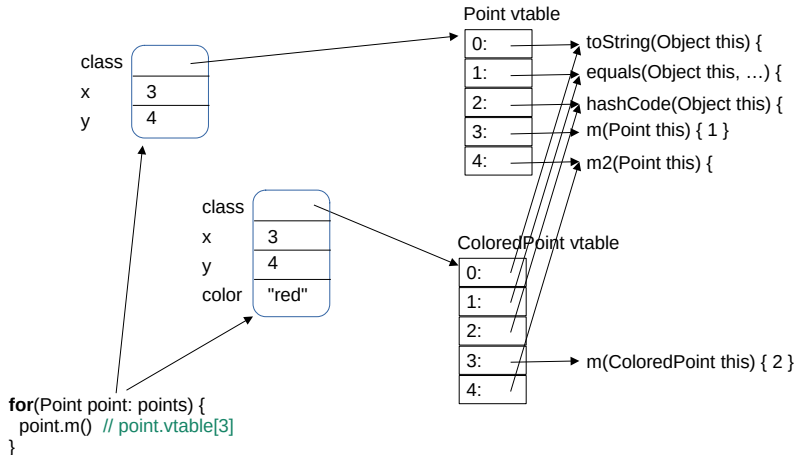 Point vtable
0:
toString(Object this) {
1:
equals(Object this, …) {
2:
hashCode(Object this) {
3:
m(Point this) { 1 }
4:
m2(Point this) {
class
x
3
y
4
class
x
3
y
4
color
"red"
ColoredPoint vtable
0:
1:
2:
3:
m(ColoredPoint this) { 2 }
4:
for(Point point: points) {
point.m() // point.vtable[3]
}